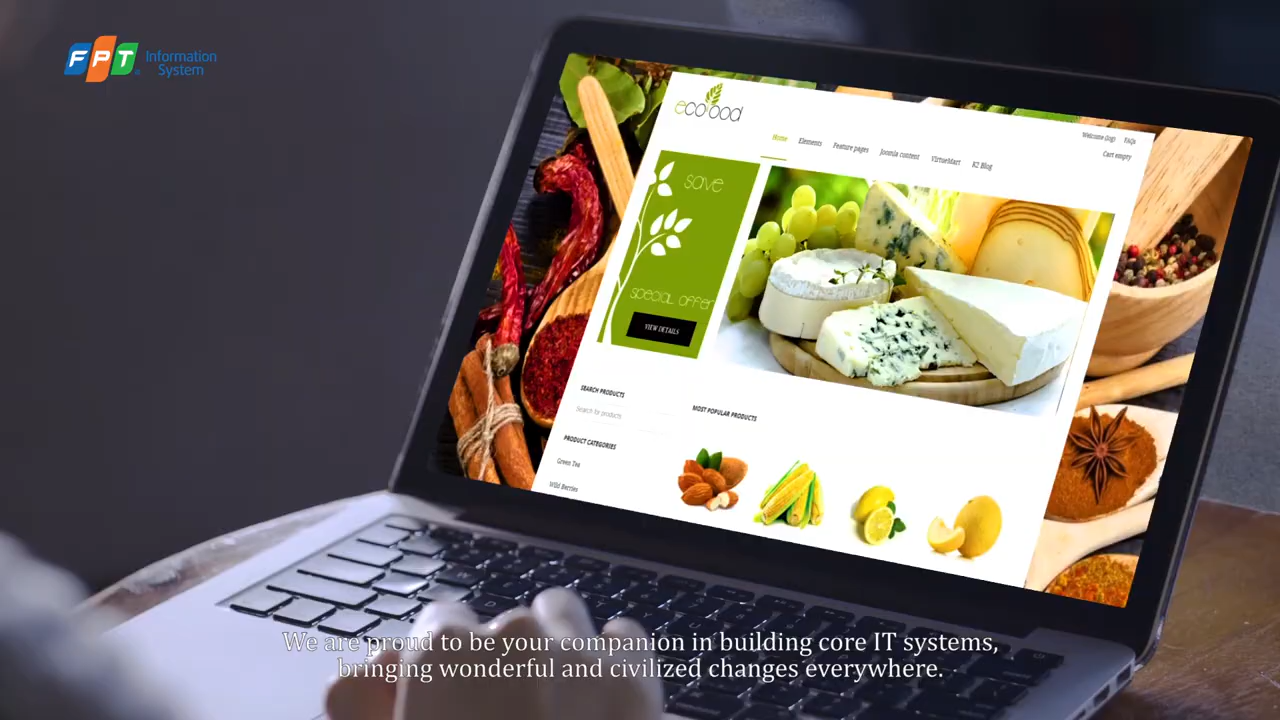 FPT Information
System
ecofood
Welcome (log) FAQs
Cart empty
Home Elements Feature pages Joomla content VirtueMart K2 Blog
save
special offer
VIEW DETAILS
SEARCH PRODUCTS
Search for products
PRODUCT CATEGORIES
Green Tea
Wild Berries
MOST POPULAR PRODUCTS
We are proud to be your companion in building core IT systems,
bringing wonderful and civilized changes everywhere.